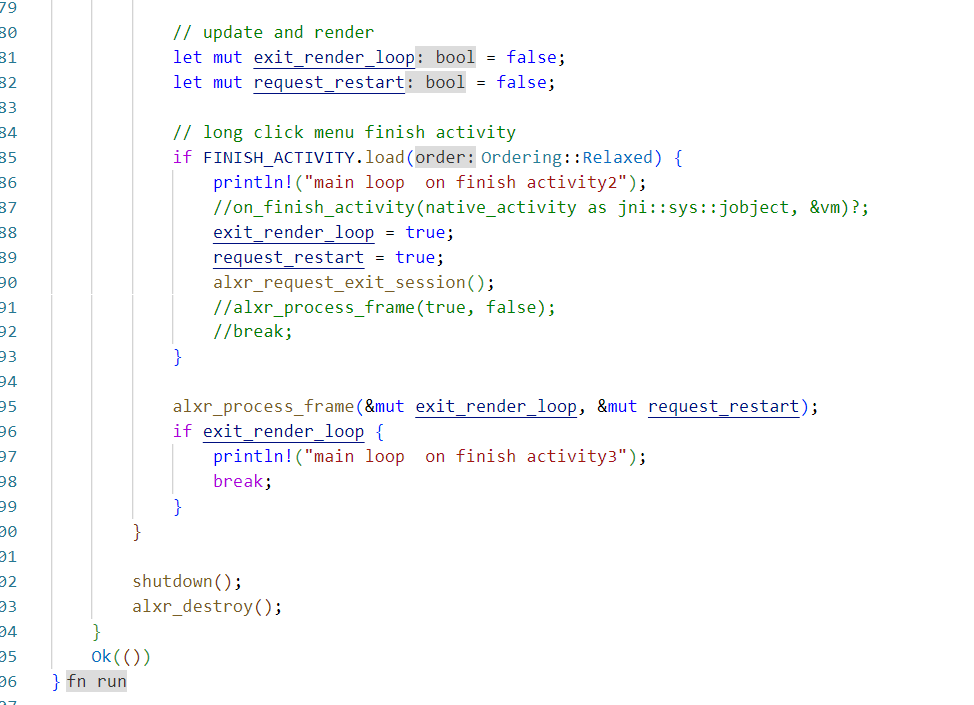 79
80 // update and render
81 let mut exit_render_loop: bool = false;
82 let mut request_restart: bool = false;
83
84 // long click menu finish activity
85 if FINISH_ACTIVITY.load(order: Ordering::Relaxed) {
86 println!("main loop  on finish activity2");
87 //on_finish_activity(native_activity as jni::sys::jobject, &vm)?;
88 exit_render_loop = true;
89 request_restart = true;
90 alxr_request_exit_session();
91 //alxr_process_frame(true, false);
92 //break;
93 }
94
95 alxr_process_frame(&mut exit_render_loop, &mut request_restart);
96 if exit_render_loop {
97 println!("main loop  on finish activity3");
98 break;
99 }
00 }
01
02 shutdown();
03 alxr_destroy();
04 }
05 Ok(())
06 } fn run
07